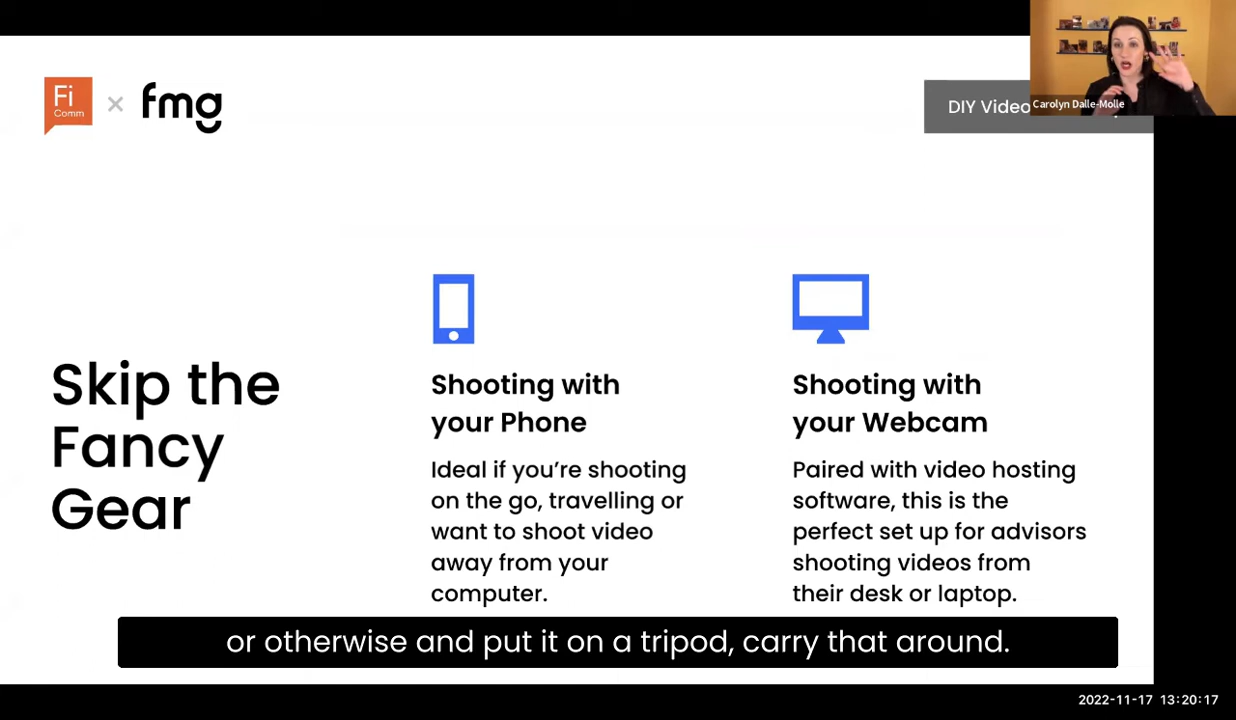 Fi
Comm
×
fmg
DIY Video
Carolyn Dalle-Molle
Skip the
Fancy
Gear
Shooting with
your Phone
Ideal if you’re shooting
on the go, travelling or
want to shoot video
away from your
computer.
Shooting with
your Webcam
Paired with video hosting
software, this is the
perfect set up for advisors
shooting videos from
their desk or laptop.
or otherwise and put it on a tripod, carry that around.
2022-11-17 13:20:17